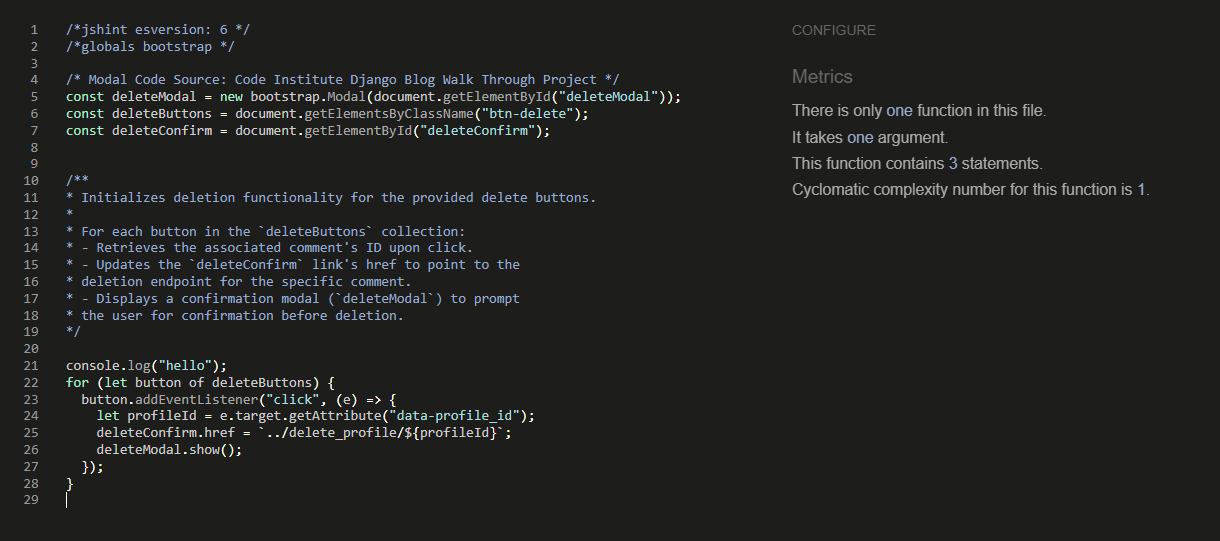 1 /*jshint esversion: 6 */
2 /*globals bootstrap */
3
4 /* Modal Code Source: Code Institute Django Blog Walk Through Project */
5 const deleteModal = new bootstrap.Modal(document.getElementById("deleteModal"));
6 const deleteButtons = document.getElementsByClassName("btn-delete");
7 const deleteConfirm = document.getElementById("deleteConfirm");
8
9
10 /**
11 * Initializes deletion functionality for the provided delete buttons.
12 *
13 * For each button in the `deleteButtons` collection:
14 * - Retrieves the associated comment's ID upon click.
15 * - Updates the `deleteConfirm` link's href to point to the
16 * deletion endpoint for the specific comment.
17 * - Displays a confirmation modal (`deleteModal`) to prompt
18 * the user for confirmation before deletion.
19 */
20
21 console.log("hello");
22 for (let button of deleteButtons) {
23   button.addEventListener("click", (e) => {
24     let profileId = e.target.getAttribute("data-profile_id");
25     deleteConfirm.href = `../delete_profile/${profileId}`;
26     deleteModal.show();
27   });
28 }
29
CONFIGURE
Metrics
There is only one function in this file.
It takes one argument.
This function contains 3 statements.
Cyclomatic complexity number for this function is 1.